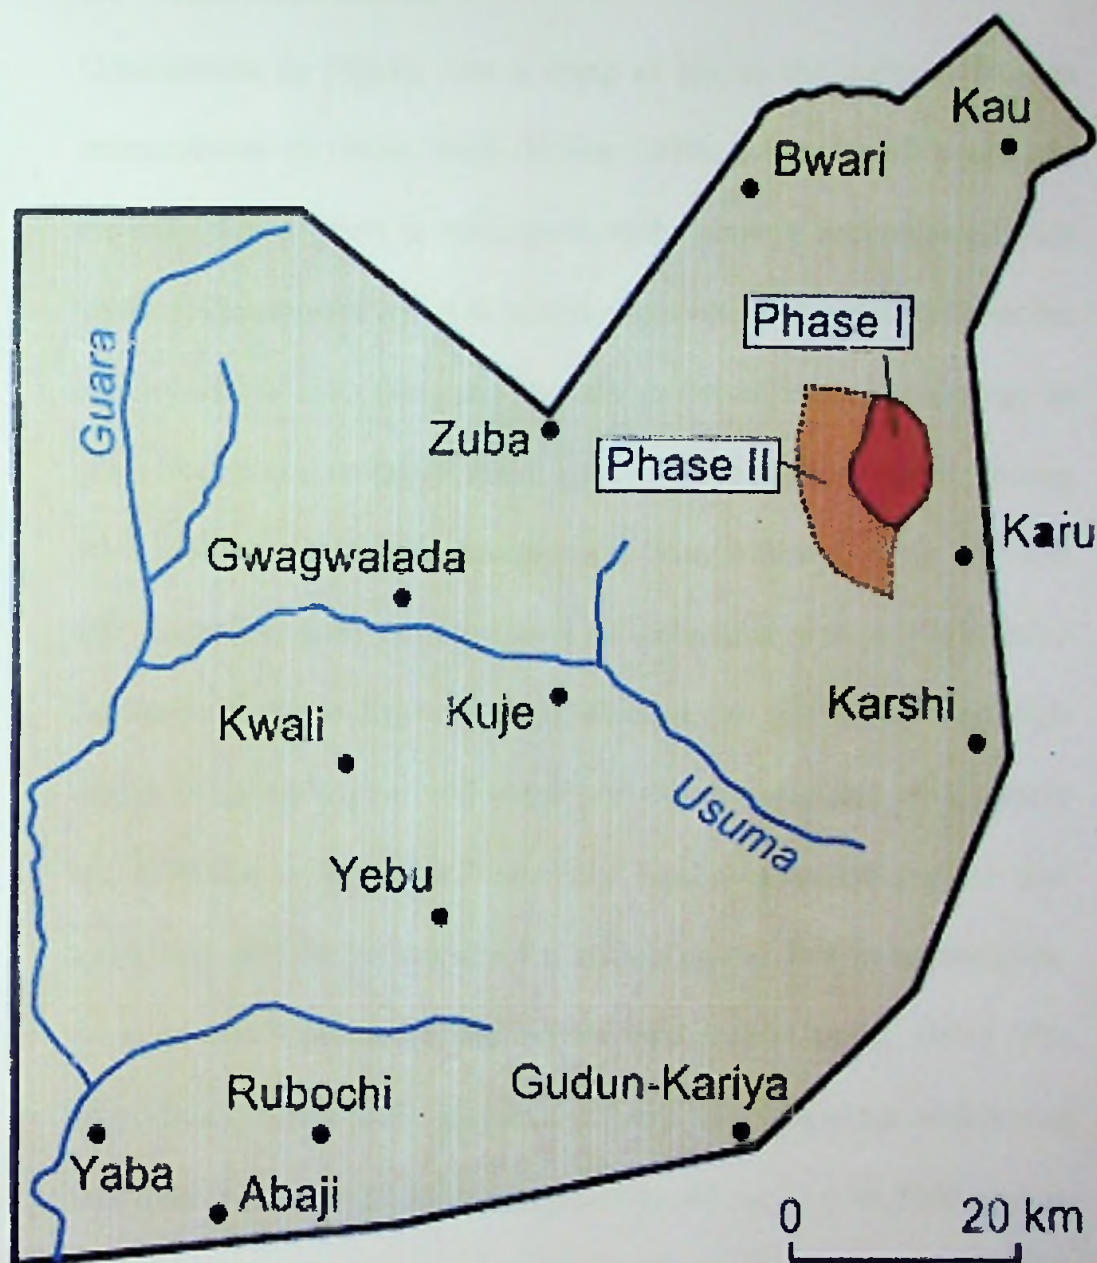 Kau
Bwari
Phase I
Guara
Zuba
Phase II
Karu
Gwagwalada
Kwali
Kuje
Karshi
Usuma
Yebu
Rubochi
Gudun-Kariya
Yaba
Abaji
0 20 km